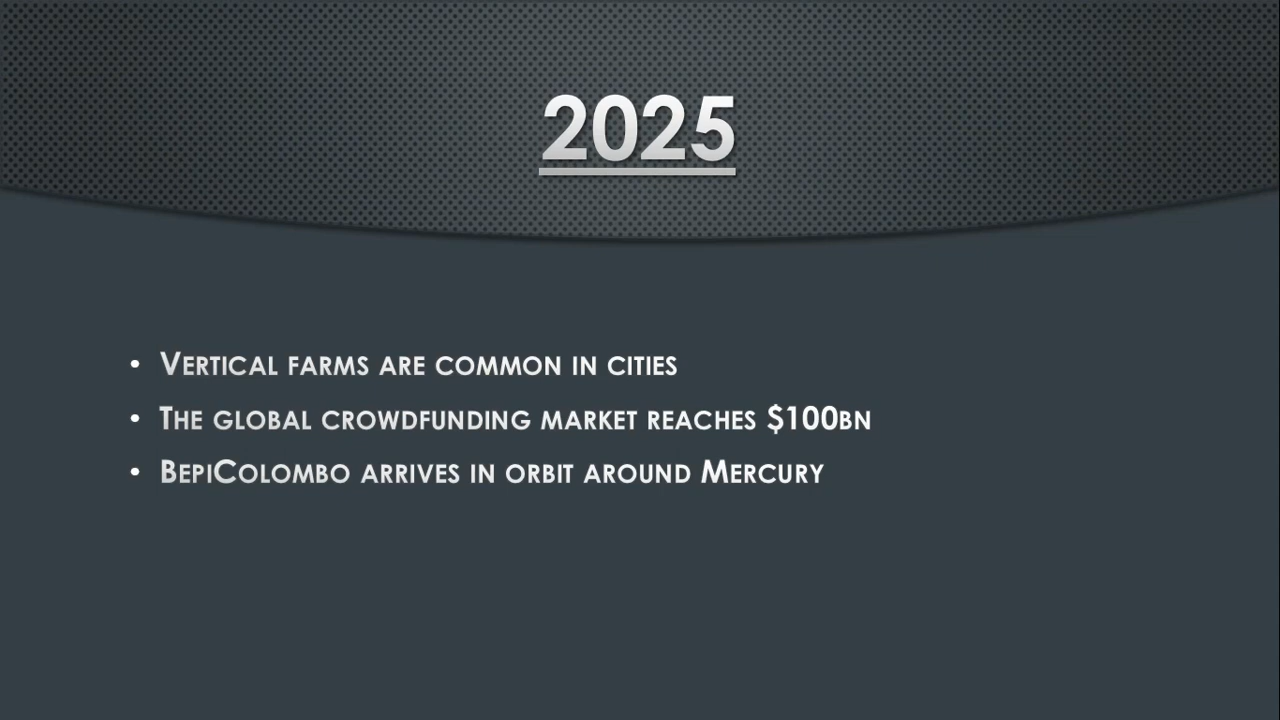 2025
• Vertical farms are common in cities
• The global crowdfunding market reaches $100bn
• BepiColombo arrives in orbit around Mercury